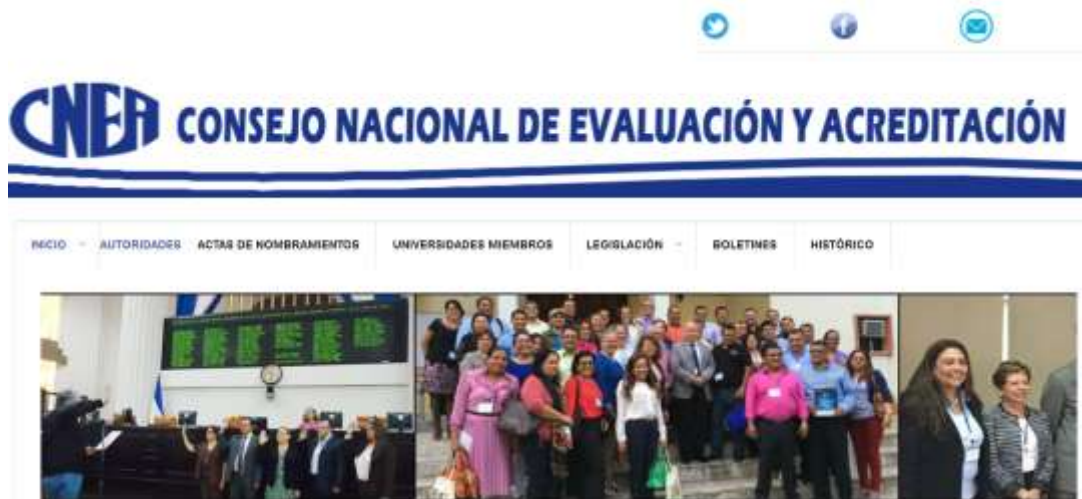 CNEA CONSEJO NACIONAL DE EVALUACIÓN Y ACREDITACIÓN
INICIO AUTORIDADES ACTAS DE NOMBRAMIENTOS UNIVERSIDADES MIEMBROS LEGISLACIÓN BOLETINES HISTÓRICO